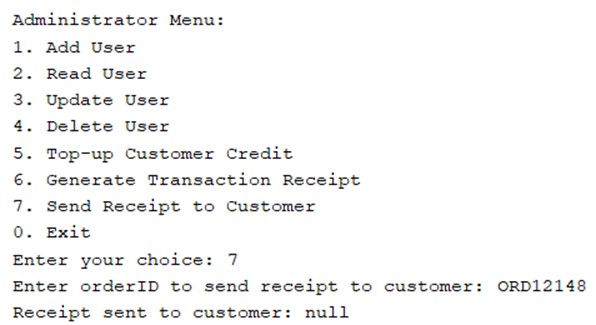 Administrator Menu:
1. Add User
2. Read User
3. Update User
4. Delete User
5. Top-up Customer Credit
6. Generate Transaction Receipt
7. Send Receipt to Customer
0. Exit
Enter your choice: 7
Enter orderID to send receipt to customer: ORD12148
Receipt sent to customer: null